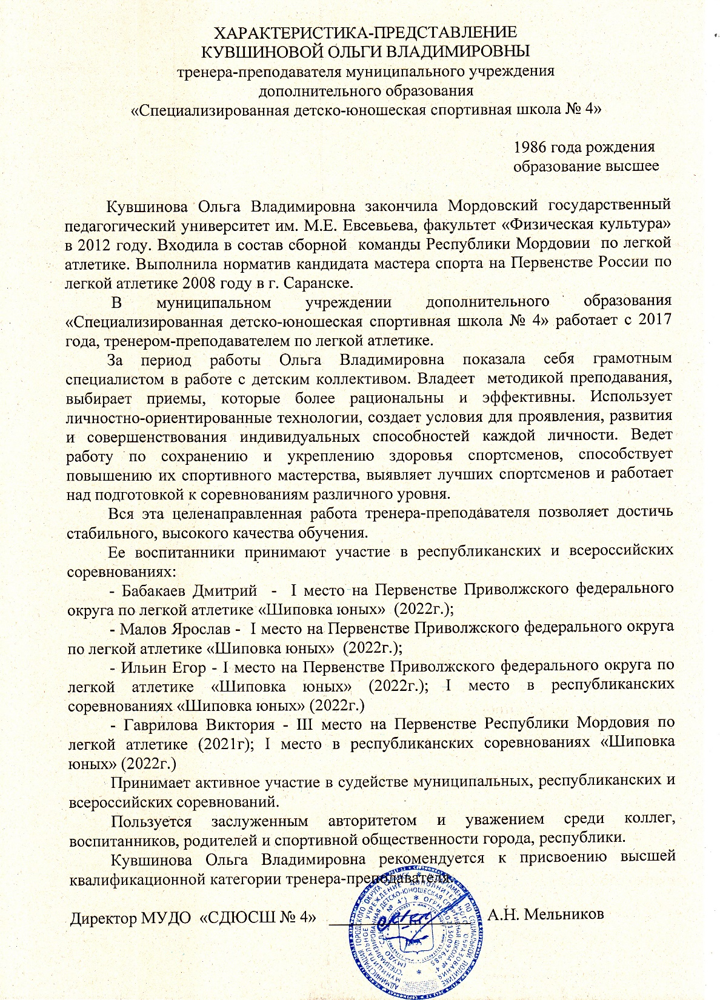 ХАРАКТЕРИСТИКА-ПРЕДСТАВЛЕНИЕ
КУВШИНОВОЙ ОЛЬГИ ВЛАДИМИРОВНЫ
тренера-преподавателя муниципального учреждения
дополнительного образования
«Специализированная детско-юношеская спортивная школа № 4»
1986 года рождения
образование высшее
Кувшинова Ольга Владимировна закончила Мордовский государственный
педагогический университет им. М.Е. Евсевьева, факультет «Физическая культура»
в 2012 году. Входила в состав сборной команды Республики Мордовии по легкой
атлетике. Выполнила норматив кандидата мастера спорта на Первенстве России по
легкой атлетике 2008 году в г. Саранске.
В муниципальном учреждении дополнительного образования
«Специализированная детско-юношеская спортивная школа № 4» работает с 2017
года, тренером-преподавателем по легкой атлетике.
За период работы Ольга Владимировна показала себя грамотным
специалистом в работе с детским коллективом. Владеет методикой преподавания,
выбирает приемы, которые более рациональны и эффективны. Использует
личностно-ориентированные технологии, создает условия для проявления, развития
и совершенствования индивидуальных способностей каждой личности. Ведет
работу по сохранению и укреплению здоровья спортсменов, способствует
повышению их спортивного мастерства, выявляет лучших спортсменов и работает
над подготовкой к соревнованиям различного уровня.
Вся эта целенаправленная работа тренера-преподавателя позволяет достичь
стабильного, высокого качества обучения.
Ее воспитанники принимают участие в республиканских и всероссийских
соревнованиях:
- Бабакаев Дмитрий - I место на Первенстве Приволжского федерального
округа по легкой атлетике «Шиповка юных» (2022г.);
- Малов Ярослав - I место на Первенстве Приволжского федерального округа
по легкой атлетике «Шиповка юных» (2022г.);
- Ильин Егор - I место на Первенстве Приволжского федерального округа по
легкой атлетике «Шиповка юных» (2022г.); I место в республиканских
соревнованиях «Шиповка юных» (2022г.)
- Гаврилова Виктория - III место на Первенстве Республики Мордовия по
легкой атлетике (2021г); I место в республиканских соревнованиях «Шиповка
юных» (2022г.)
Принимает активное участие в судействе муниципальных, республиканских и
всероссийских соревнований.
Пользуется заслуженным авторитетом и уважением среди коллег,
воспитанников, родителей и спортивной общественности города, республики.
Кувшинова Ольга Владимировна рекомендуется к присвоению высшей
квалификационной категории тренера-преподавателя.
Директор МУДО «СДЮСШ № 4» А.Н. Мельников